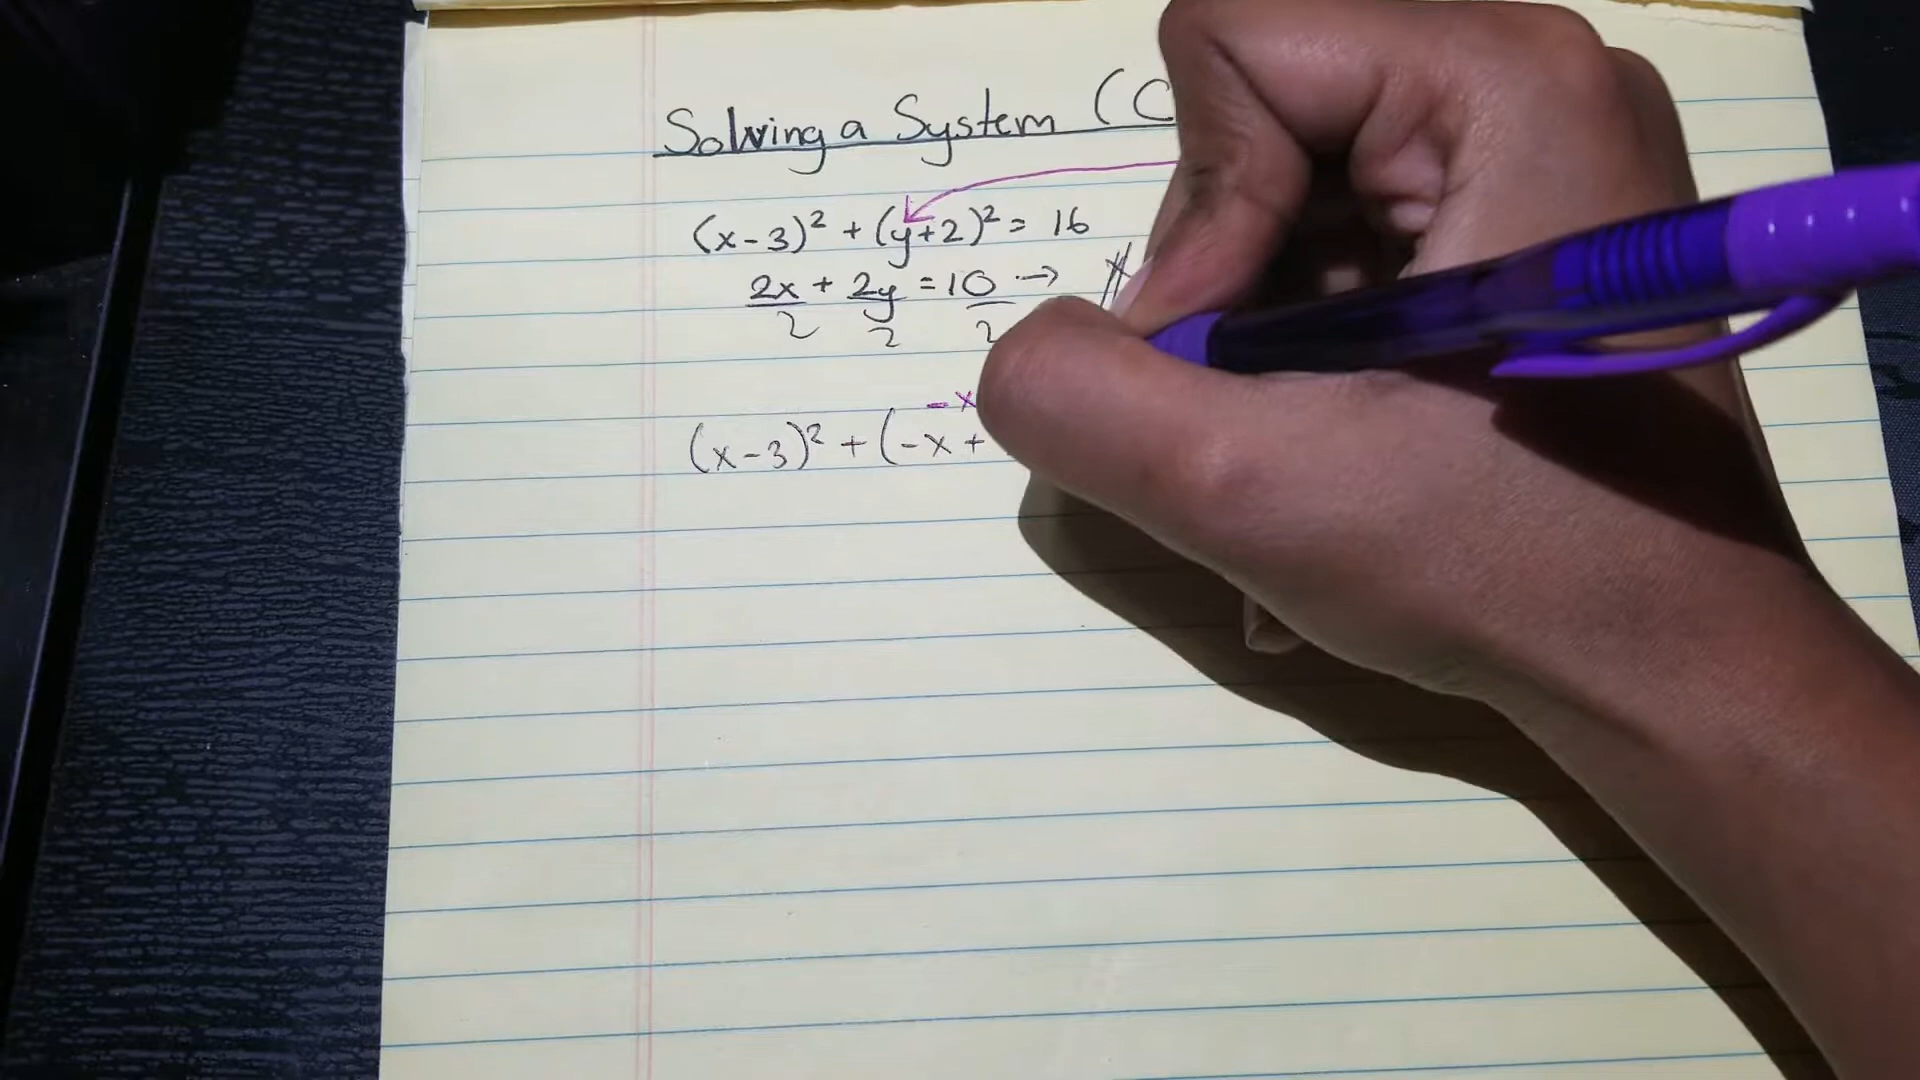 Solving a System (C
(x-3)² + (y+2)² = 16
2x + 2y = 10 → x
2 2 2
-x
(x-3)² + (-x +